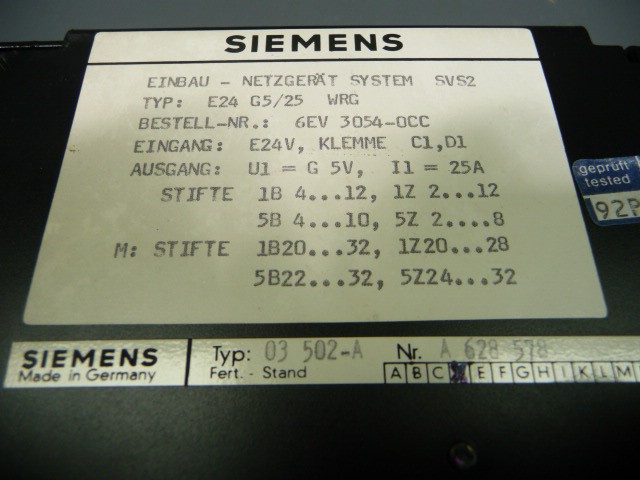 SIEMENS
EINBAU - NETZGERÄT SYSTEM SVS2
TYP: E24 G5/25 WRG
BESTELL-NR.: 6EV 3054-0CC
EINGANG: E24V, KLEMME C1,D1
AUSGANG: U1 = G 5V, I1 = 25A
STIFTE 1B 4...12, 1Z 2...12
5B 4...10, 5Z 2....8
M: STIFTE 1B20...32, 1Z20...28
5B22...32, 5Z24...32
geprüft
tested
92P
SIEMENS Typ: 03 502-A Nr. A 628 578
Made in Germany Fert. - Stand A B C E F G H I K L M